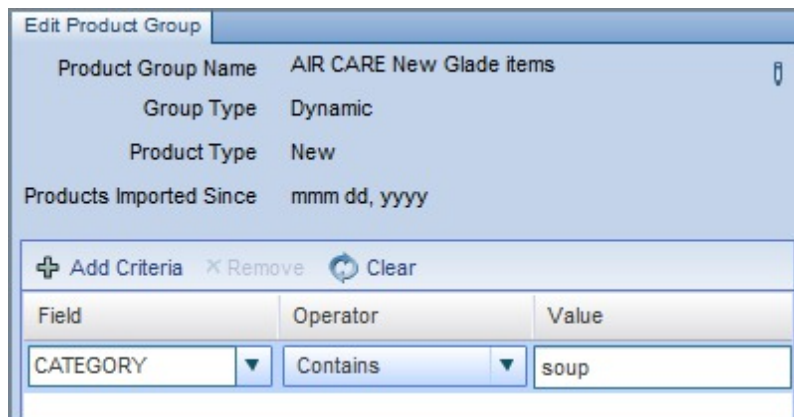 Edit Product Group
Product Group Name AIR CARE New Glade items
Group Type Dynamic
Product Type New
Products Imported Since mmm dd, yyyy
Add Criteria Remove Clear
Field Operator Value
CATEGORY Contains soup